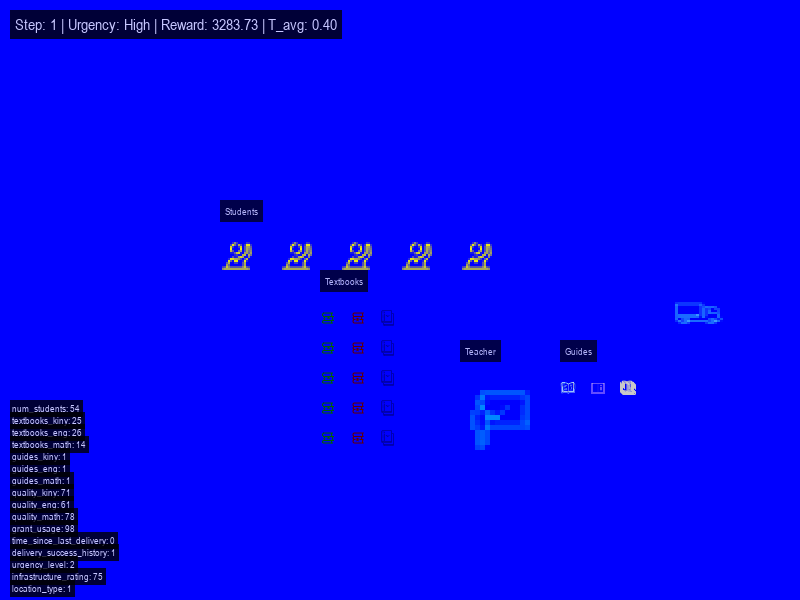 Step: 1 | Urgency: High | Reward: 3283.73 | T_avg: 0.40
Students
Textbooks
Teacher
Guides
num_students: 54
textbooks_kiny: 25
textbooks_eng: 26
textbooks_math: 14
guides_kiny: 1
guides_eng: 1
guides_math: 1
quality_kiny: 71
quality_eng: 61
quality_math: 78
grant_usage: 98
time_since_last_delivery: 0
delivery_success_history: 1
urgency_level: 2
infrastructure_rating: 75
location_type: 1